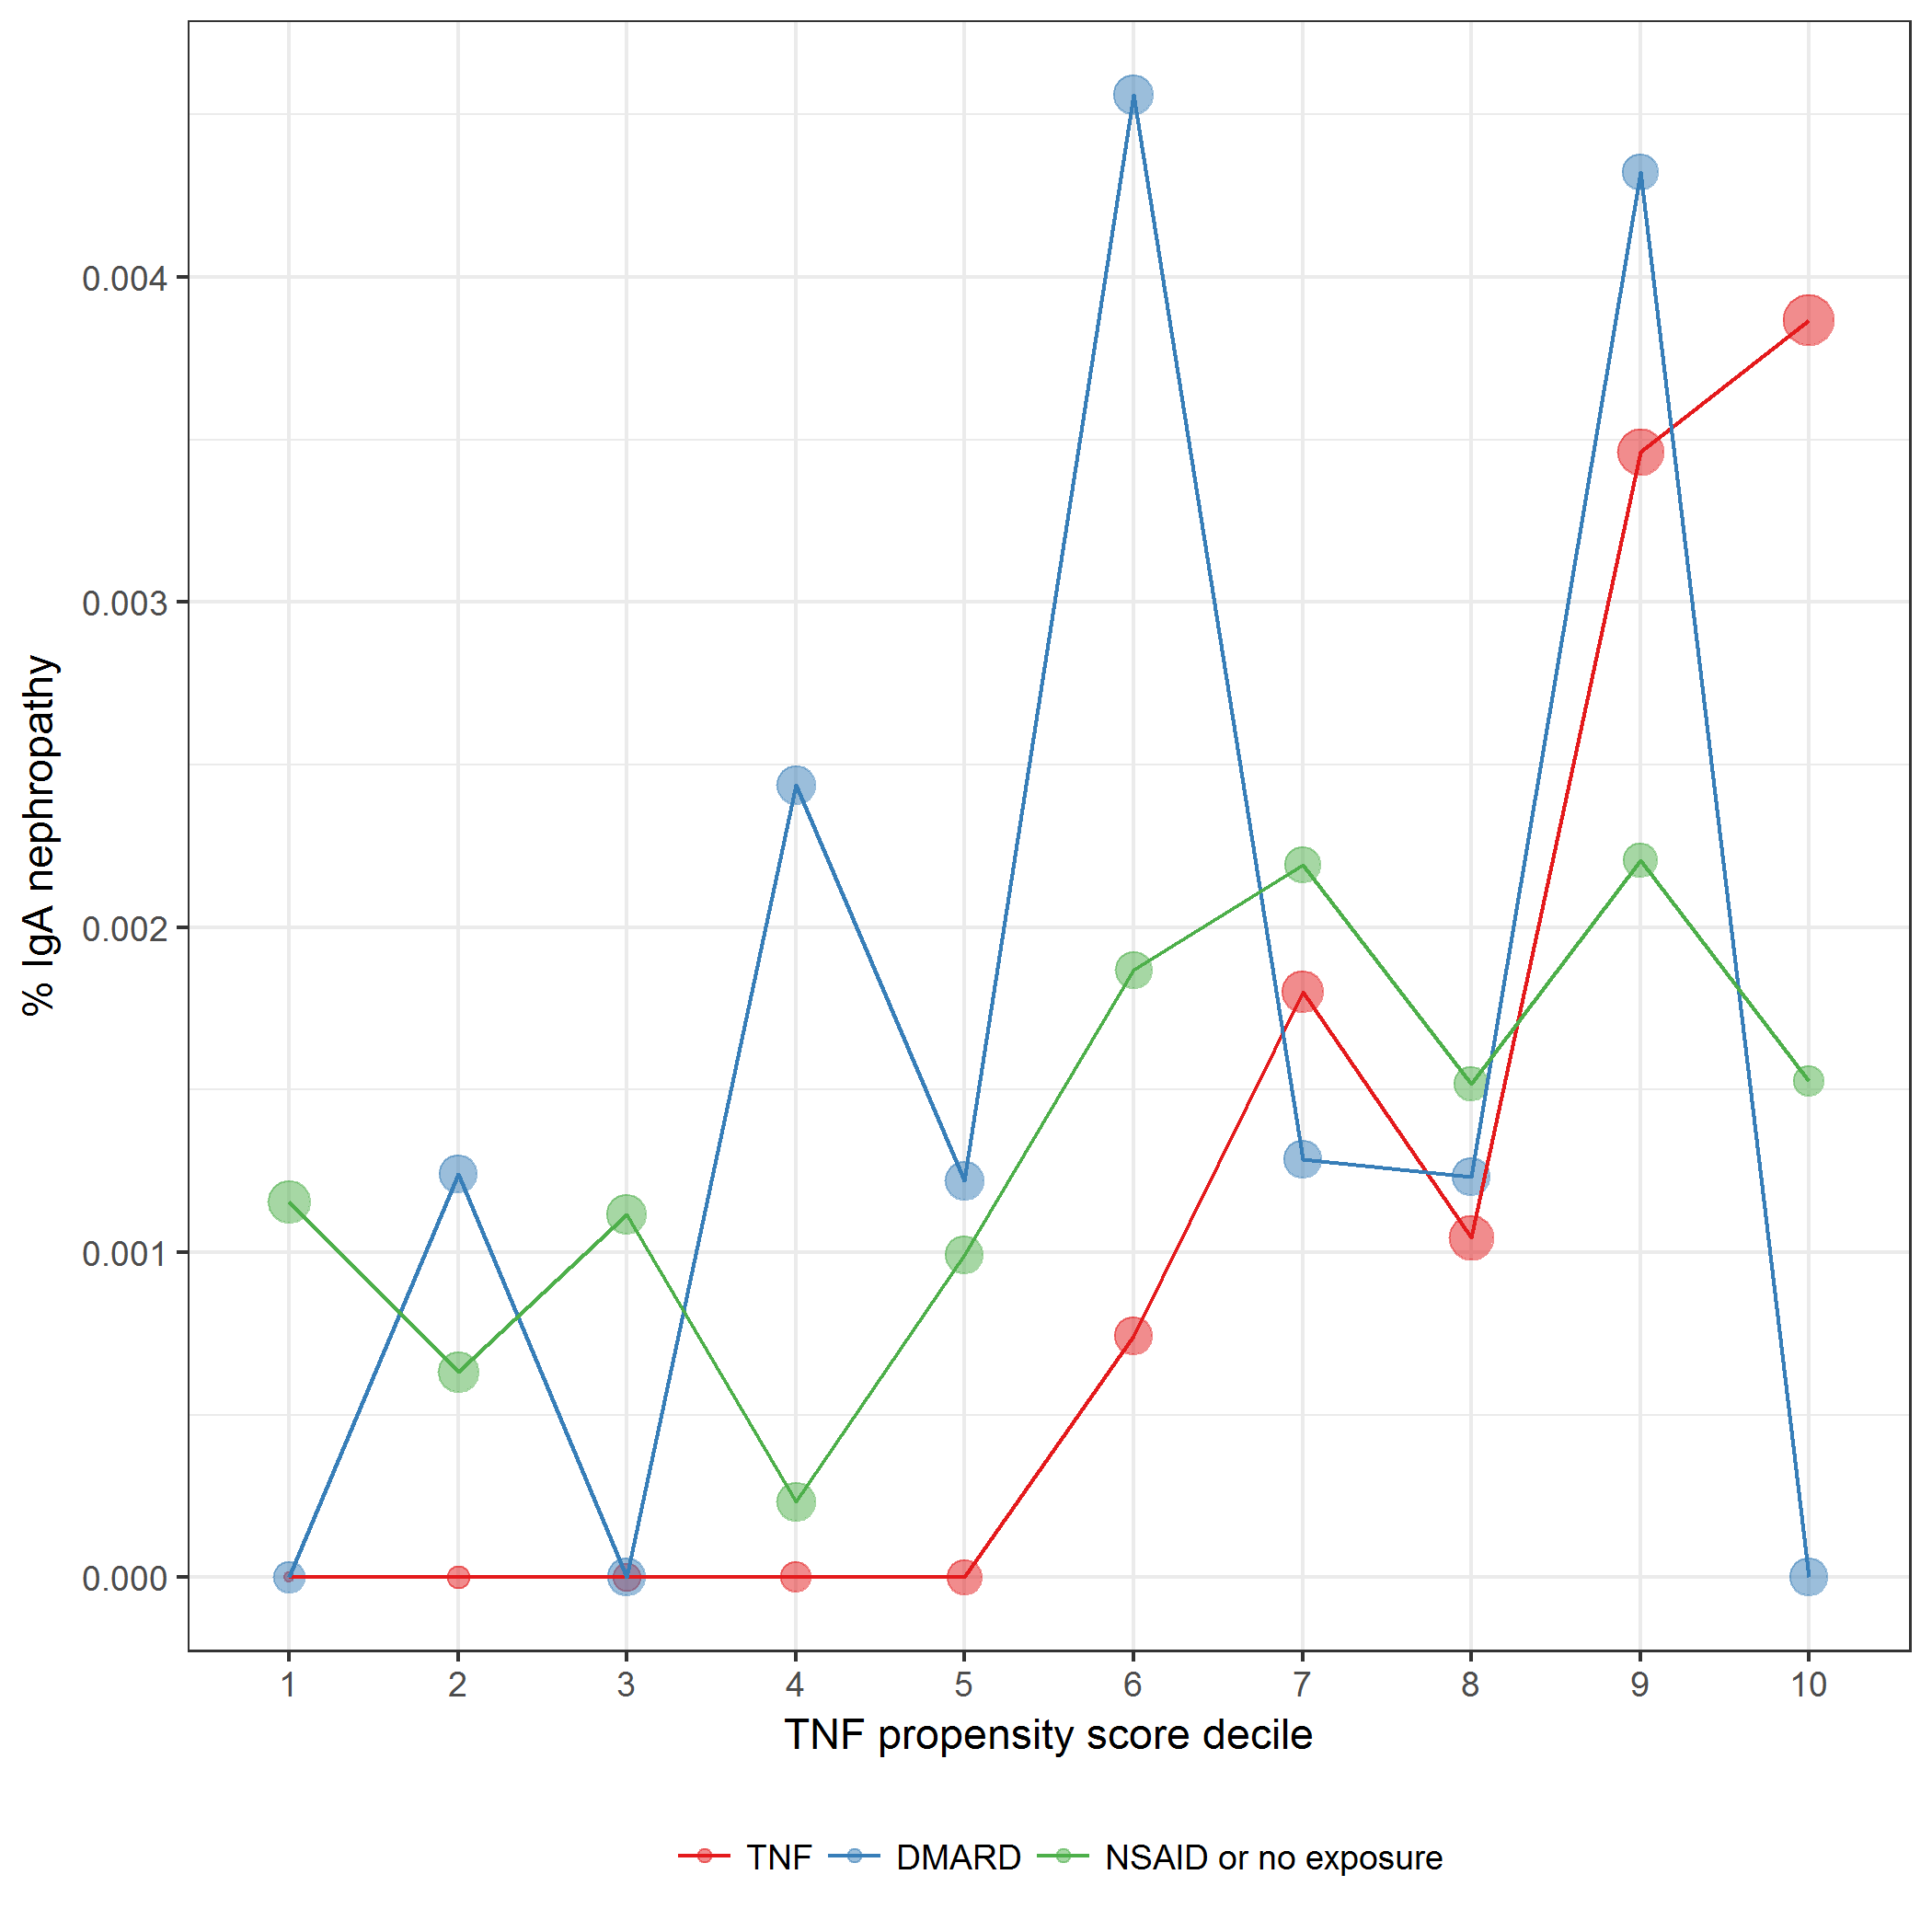 % IgA nephropathy
0.004
0.003
0.002
0.001
0.000
1 2 3 4 5 6 7 8 9 10
TNF propensity score decile
TNF DMARD NSAID or no exposure